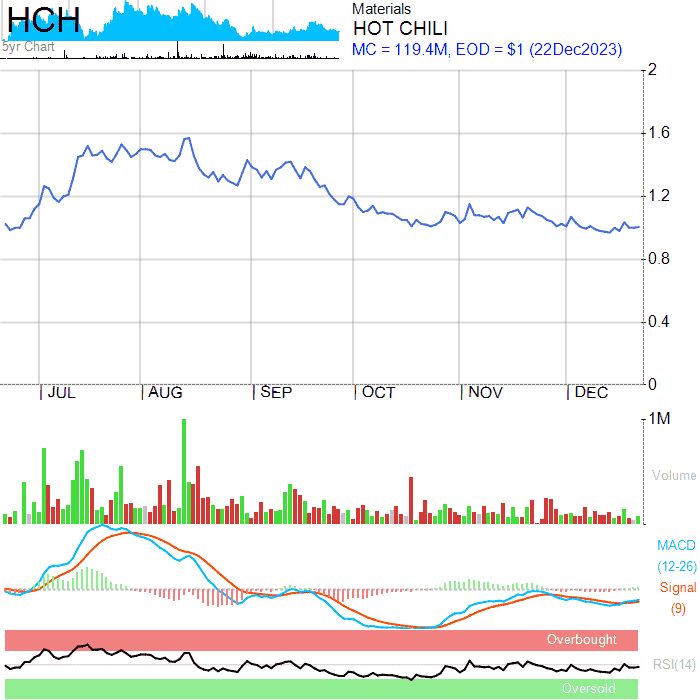 HCH
5yr Chart
Materials
HOT CHILI
MC = 119.4M, EOD = $1 (22Dec2023)
2
1.6
1.2
0.8
0.4
0
JUL AUG SEP OCT NOV DEC
1M
Volume
MACD
(12-26)
Signal
(9)
Overbought
RSI(14)
Oversold